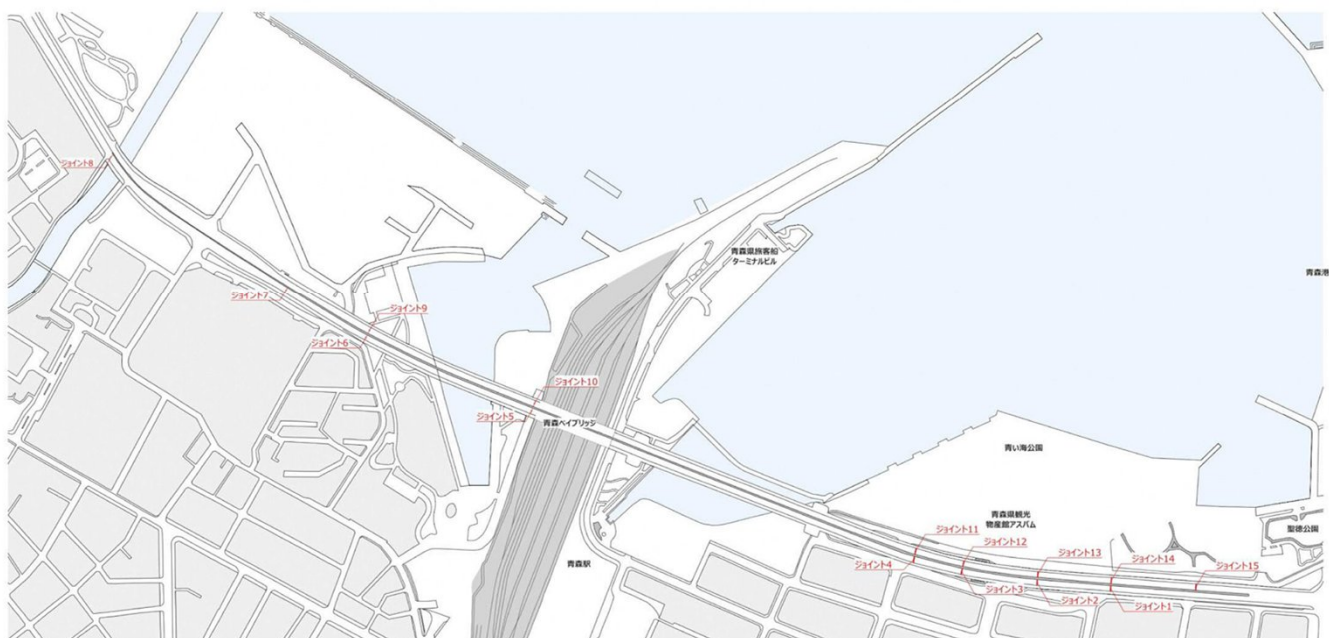 ジョイント8
青森県旅客船
ターミナルビル
青森港
ジョイント7
ジョイント9
ジョイント6
ジョイント10
ジョイント5
青森ベイブリッジ
青い海公園
青森県観光
物産館アスパム
聖徳公園
ジョイント11
ジョイント12
ジョイント13
ジョイント14
ジョイント15
青森駅
ジョイント4
ジョイント3
ジョイント2
ジョイント1